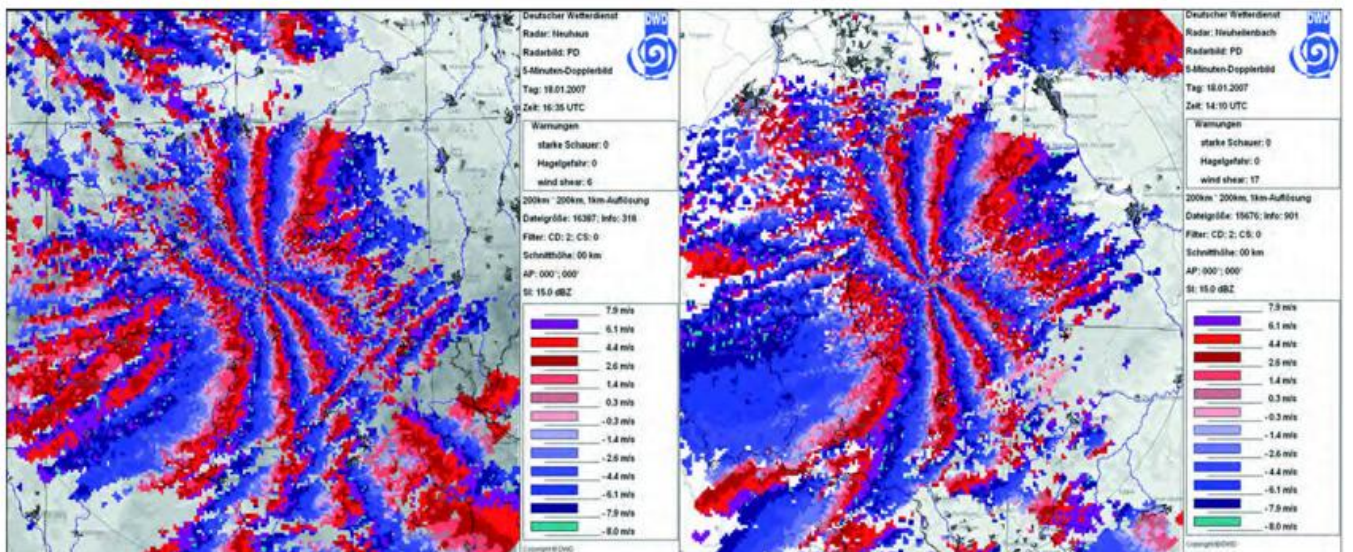 Deutscher Wetterdienst
DWD
Radar: Neuhaus
Radarbild: PD
5-Minuten-Dopplerbild
Tag: 18.01.2007
Zeit: 16:35 UTC
Warnungen
starke Schauer: 0
Hagelgefahr: 0
wind shear: 6
200km * 200km, 1km-Auflösung
Dateigröße: 16387; Info: 316
Filter: CD: 2; CS: 0
Schnitthöhe: 00 km
AP: 000°; 000'
SI: 15.0 dBZ
7.9 m/s
6.1 m/s
4.4 m/s
2.6 m/s
1.4 m/s
0.3 m/s
-0.3 m/s
-1.4 m/s
-2.6 m/s
-4.4 m/s
-6.1 m/s
-7.9 m/s
-8.0 m/s
Copyright © DWD
Deutscher Wetterdienst
DWD
Radar: Neuheilenbach
Radarbild: PD
5-Minuten-Dopplerbild
Tag: 18.01.2007
Zeit: 14:10 UTC
Warnungen
starke Schauer: 0
Hagelgefahr: 0
wind shear: 17
200km * 200km, 1km-Auflösung
Dateigröße: 15676; Info: 901
Filter: CD: 2; CS: 0
Schnitthöhe: 00 km
AP: 000°; 000'
SI: 15.0 dBZ
7.9 m/s
6.1 m/s
4.4 m/s
2.6 m/s
1.4 m/s
0.3 m/s
-0.3 m/s
-1.4 m/s
-2.6 m/s
-4.4 m/s
-6.1 m/s
-7.9 m/s
-8.0 m/s
Copyright © DWD